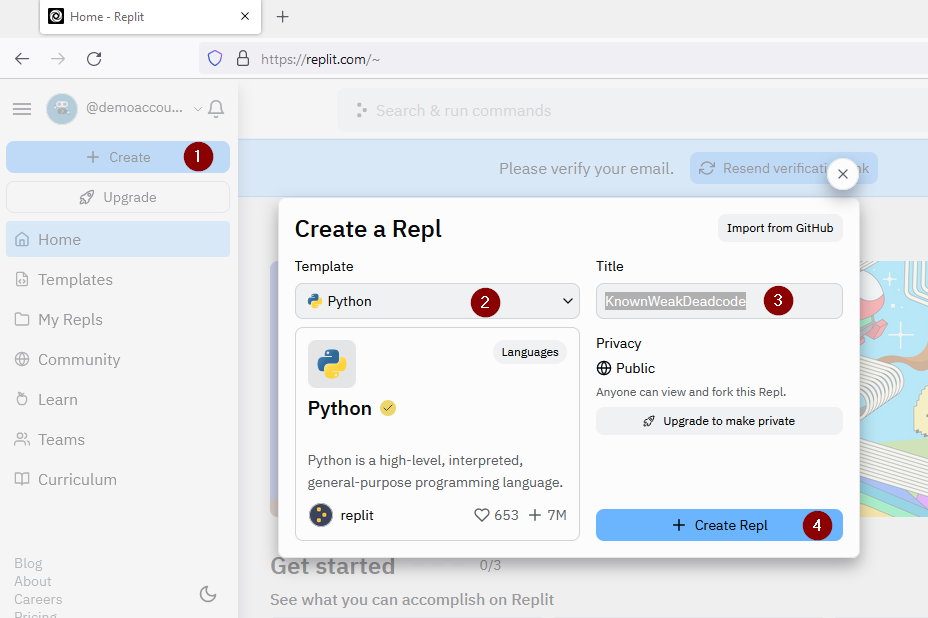 Home - Replit
https://replit.com/~
@demoaccou...
Search & run commands
+ Create
1
Please verify your email.
Resend verificati
nk
Upgrade
Home
Templates
My Repls
Community
Learn
Teams
Curriculum
Blog
About
Careers
Pricing
Create a Repl
Import from GitHub
Template
Python
2
Languages
Python
Python is a high-level, interpreted,
general-purpose programming language.
replit
653
+ 7M
Title
KnownWeakDeadcode
3
Privacy
Public
Anyone can view and fork this Repl.
Upgrade to make private
+ Create Repl
4
Get started
0/3
See what you can accomplish on Replit